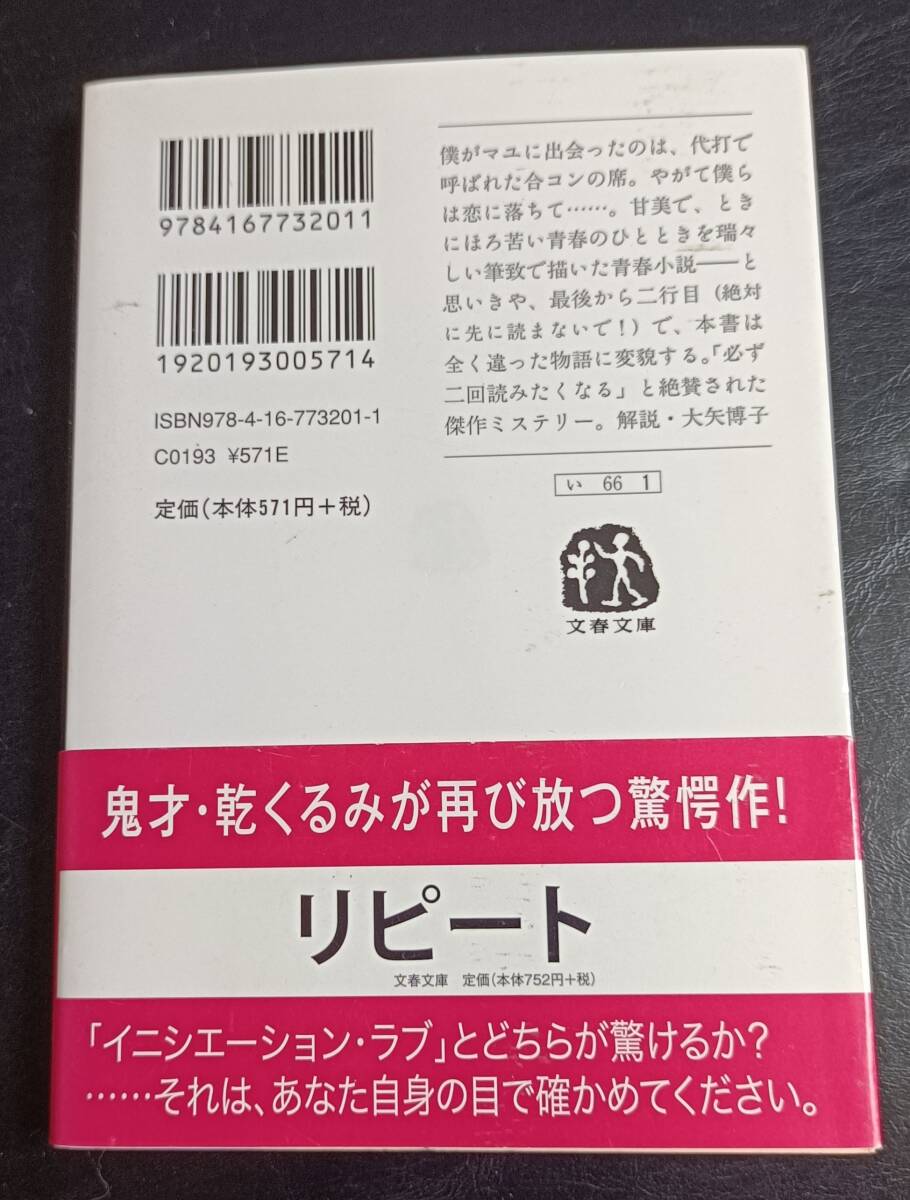 9784167732011
1920193005714
ISBN978-4-16-773201-1
C0193 ¥571E
定価(本体571円+税)
僕がマユに出会ったのは、代打で
呼ばれた合コンの席。やがて僕ら
は恋に落ちて……。甘美で、とき
にほろ苦い青春のひとときを瑞々
しい筆致で描いた青春小説――と
思いきや、最後から二行目(絶対
に先に読まないで!)で、本書は
全く違った物語に変貌する。「必ず
二回読みたくなる」と絶賛された
傑作ミステリー。解説・大矢博子
い 66 1
文春文庫
鬼才・乾くるみが再び放つ驚愕作!
リピート
文春文庫 定価(本体752円+税)
「イニシエーション・ラブ」とどちらが驚けるか?
……それは、あなた自身の目で確かめてください。